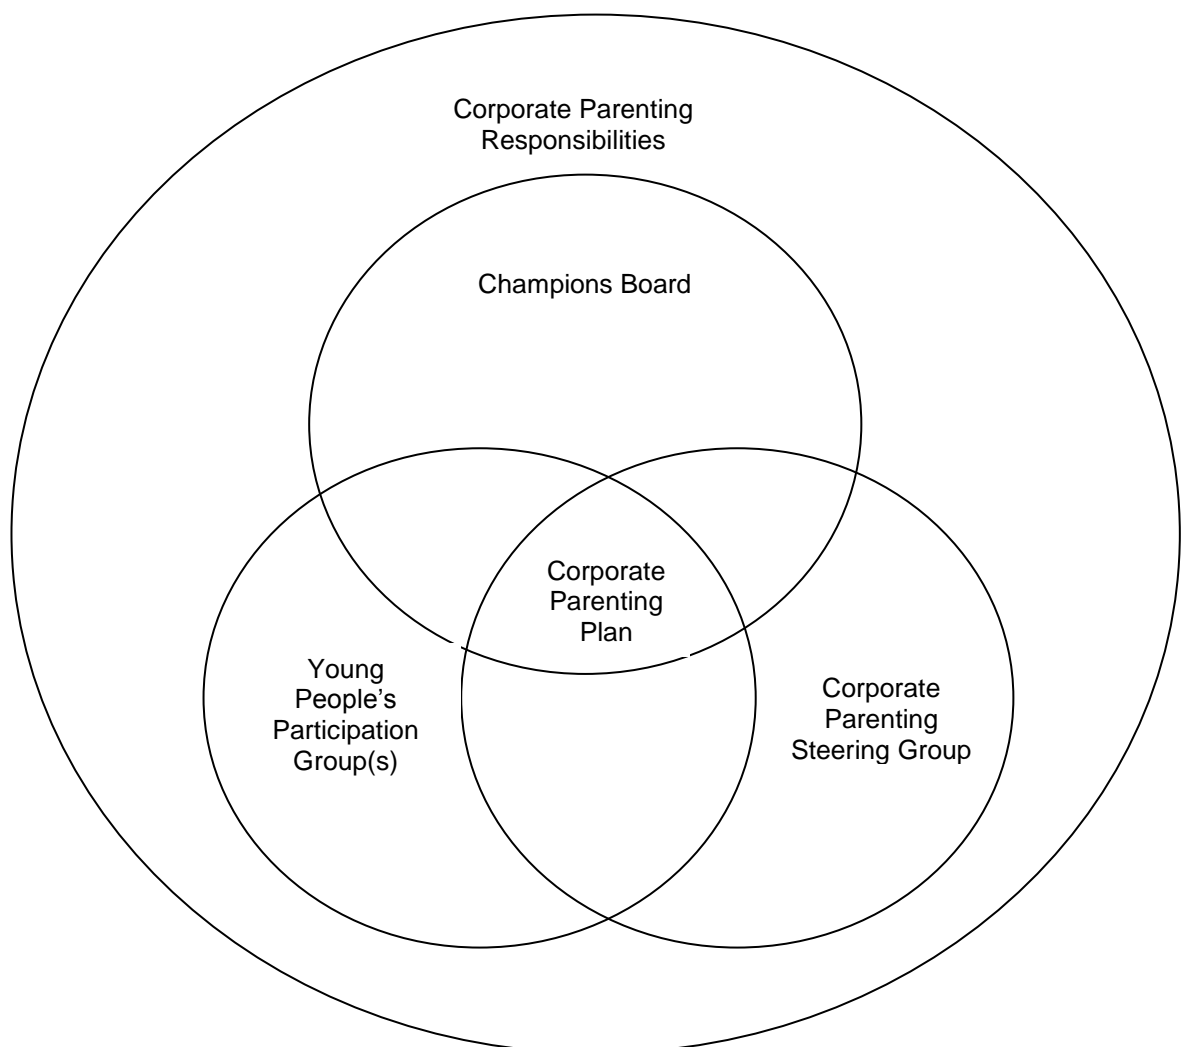 Corporate Parenting
Responsibilities
Champions Board
Corporate
Parenting
Plan
Young
People’s
Participation
Group(s)
Corporate
Parenting
Steering Group